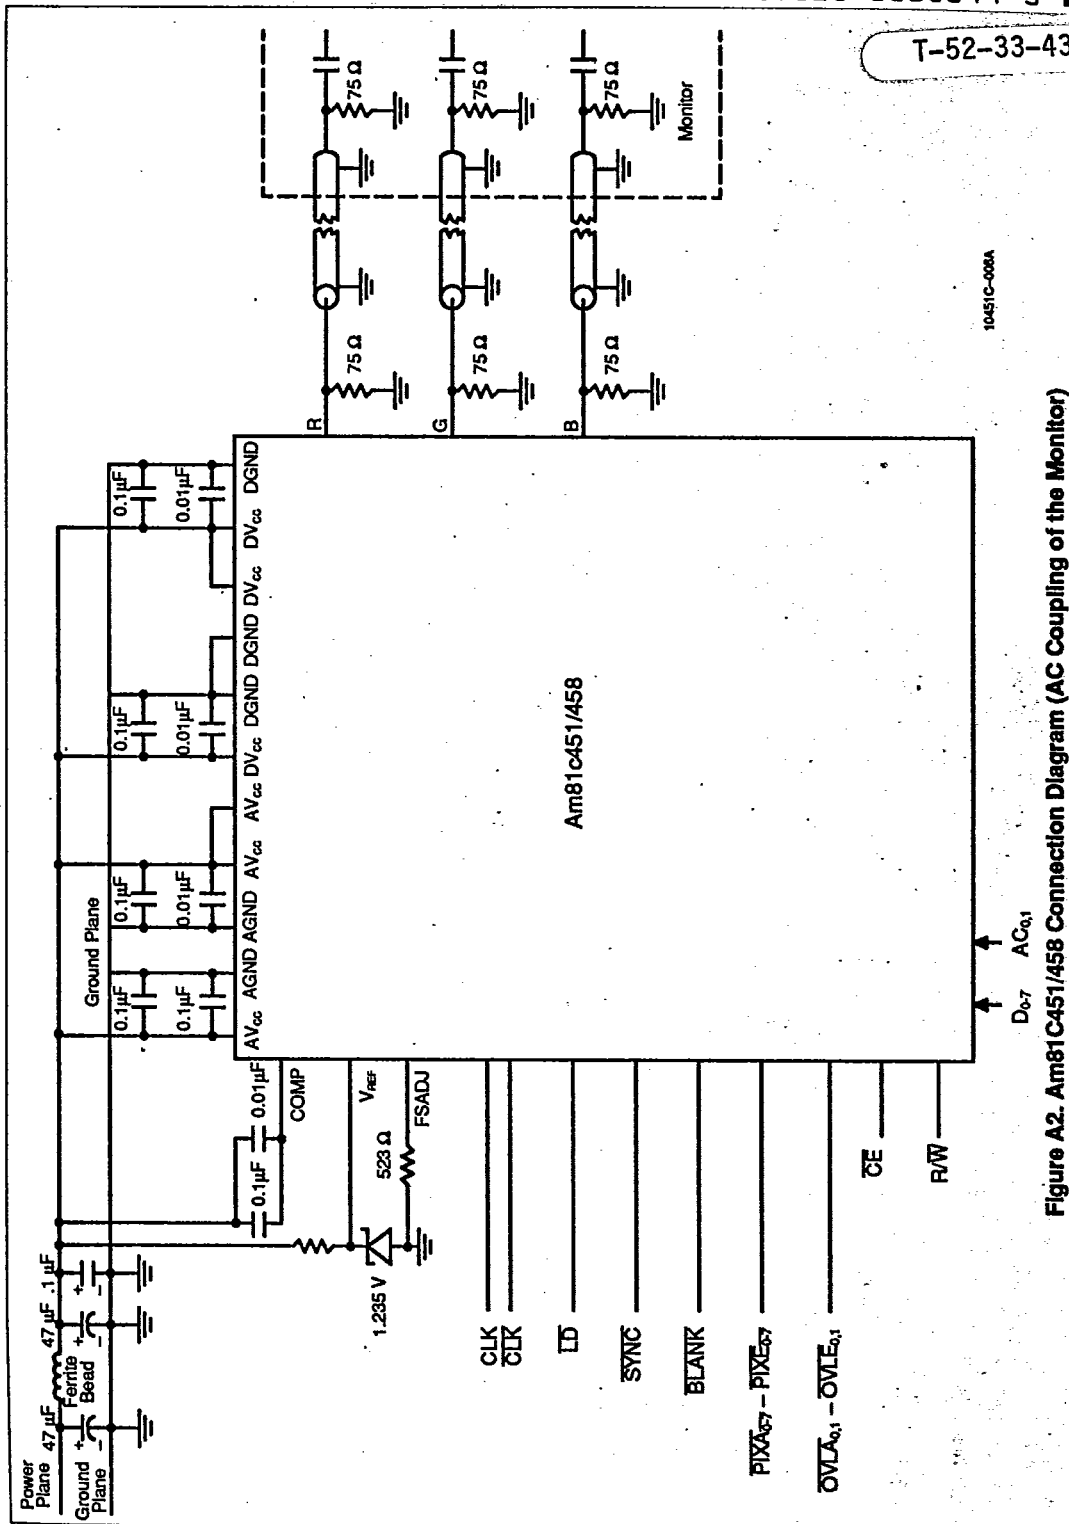 T-52-33-43
Power Plane
47 µF
Ferrite Bead
47 µF
.1 µF
Ground Plane
Ground Plane
0.1µF
0.1µF
0.1µF
0.01µF
0.1µF
0.01µF
0.1µF
0.01µF
AVcc
AGND
AGND
AVcc
AVcc
DVcc
DGND
DGND
DVcc
DVcc
DGND
0.1µF
0.01µF
COMP
VREF
1.235 V
523 Ω
FSADJ
CLK
CLK
LD
SYNC
BLANK
PIXA0-7 – PIXE0-7
OVLA0,1 – OVLE0,1
CE
R/W
D0-7
AC0,1
Am81c451/458
R
75 Ω
75 Ω
G
75 Ω
75 Ω
B
75 Ω
75 Ω
Monitor
10451C-006A
Figure A2. Am81C451/458 Connection Diagram (AC Coupling of the Monitor)